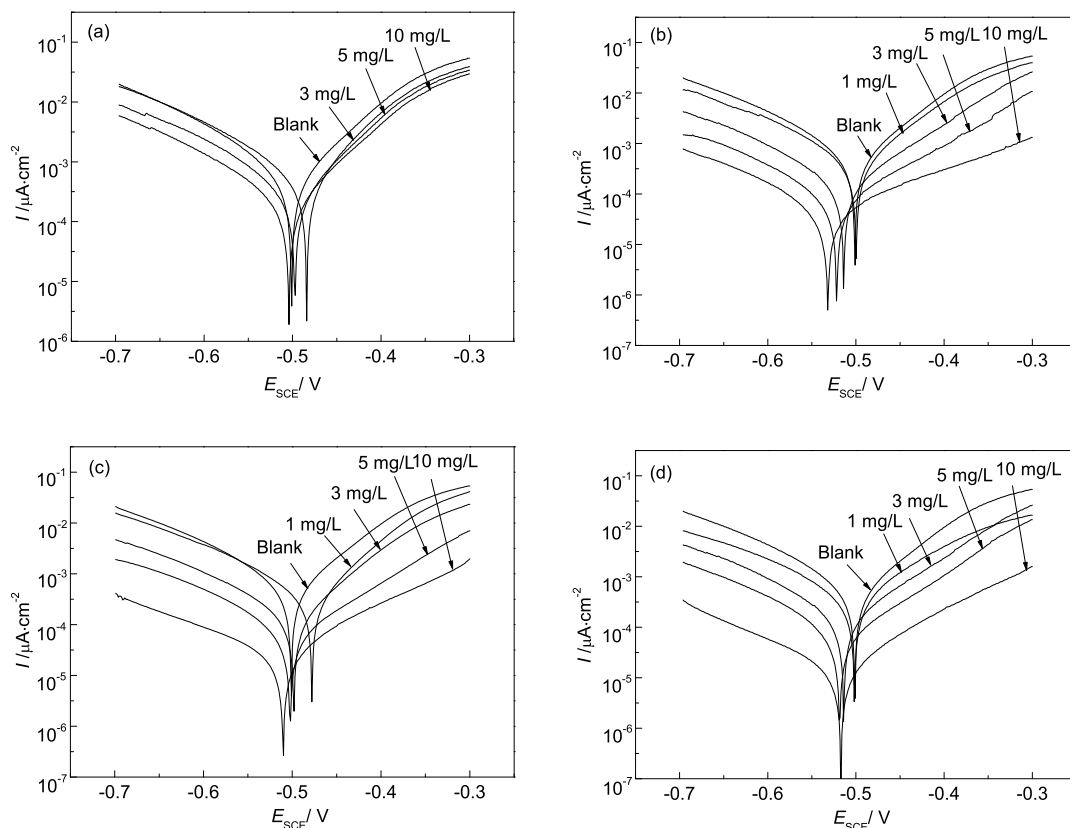 (a)
10 mg/L
5 mg/L
3 mg/L
Blank
10⁻¹
10⁻²
10⁻³
10⁻⁴
10⁻⁵
10⁻⁶
I /μA·cm⁻²
-0.7 -0.6 -0.5 -0.4 -0.3
E_SCE/ V
(b)
5 mg/L 10 mg/L
3 mg/L
1 mg/L
Blank
10⁻¹
10⁻²
10⁻³
10⁻⁴
10⁻⁵
10⁻⁶
10⁻⁷
I /μA·cm⁻²
-0.7 -0.6 -0.5 -0.4 -0.3
E_SCE/ V
(c)
5 mg/L 10 mg/L
3 mg/L
1 mg/L
Blank
10⁻¹
10⁻²
10⁻³
10⁻⁴
10⁻⁵
10⁻⁶
10⁻⁷
I /μA·cm⁻²
-0.7 -0.6 -0.5 -0.4 -0.3
E_SCE/ V
(d)
10 mg/L
5 mg/L
3 mg/L
1 mg/L
Blank
10⁻¹
10⁻²
10⁻³
10⁻⁴
10⁻⁵
10⁻⁶
10⁻⁷
I /μA·cm⁻²
-0.7 -0.6 -0.5 -0.4 -0.3
E_SCE/ V